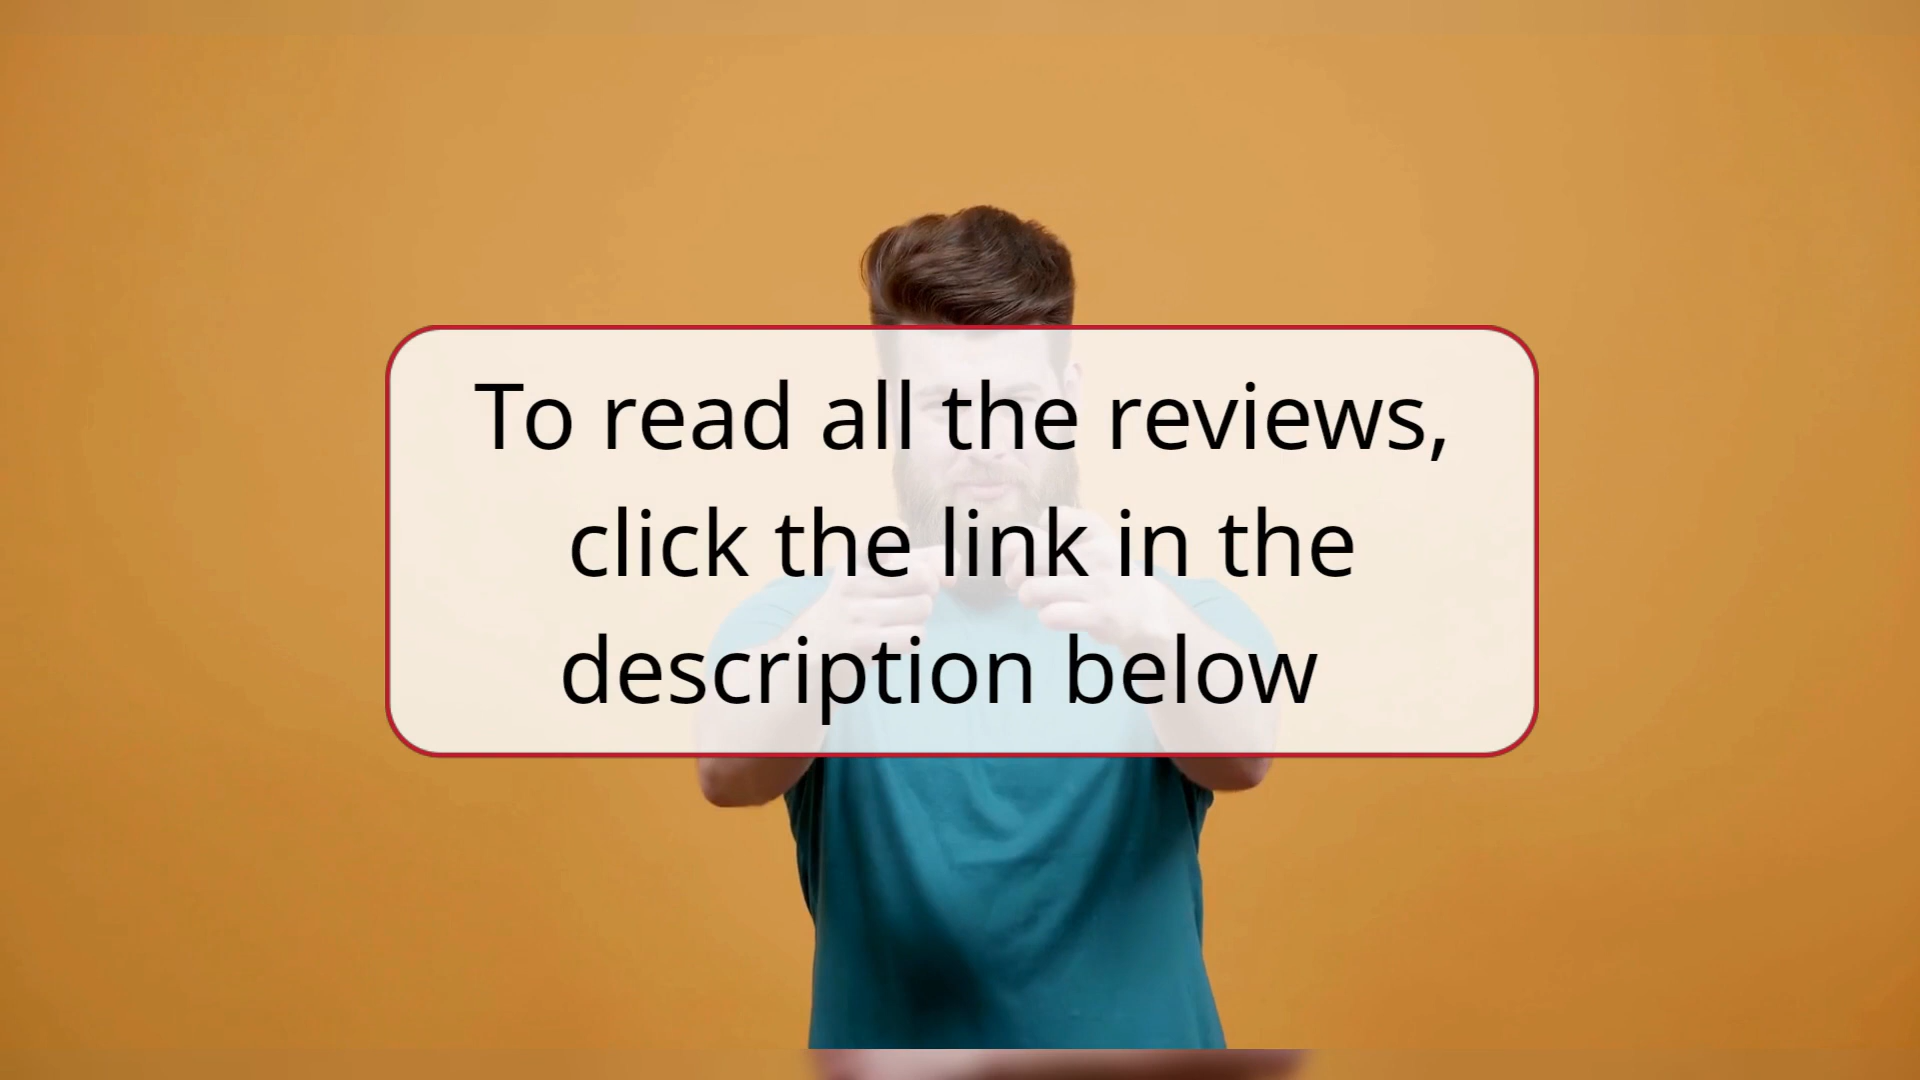 To read all the reviews,
click the link in the
description below